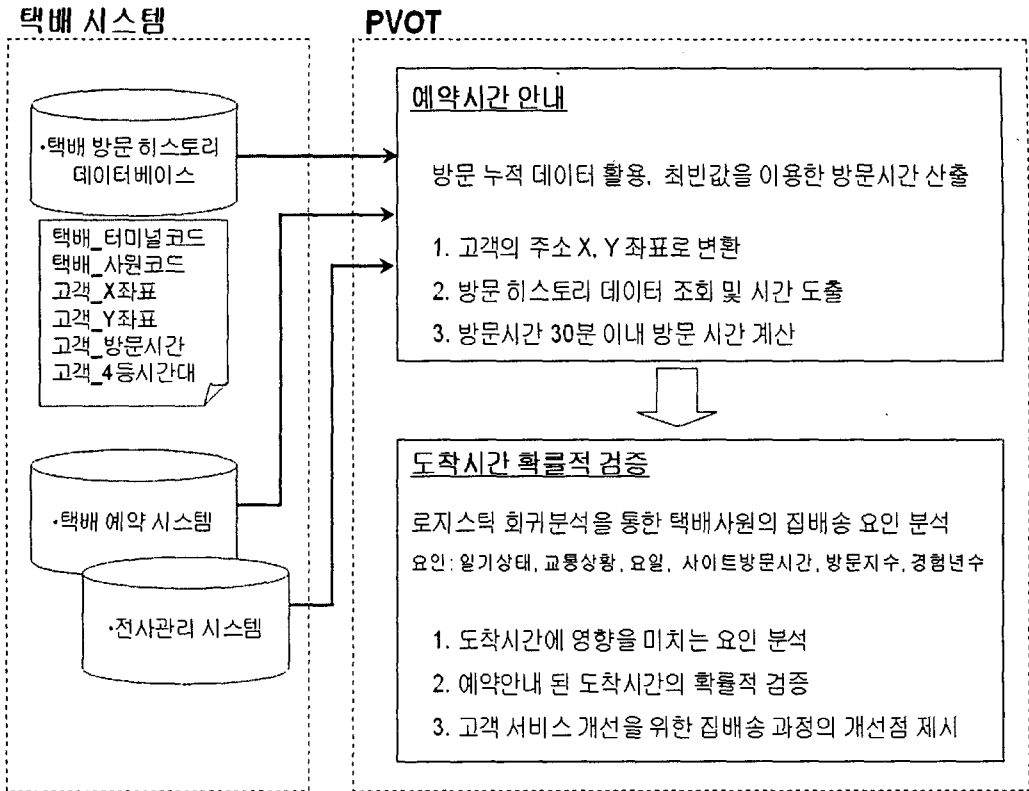 택배 시스템
PVOT
·택배 방문 히스토리
데이터베이스
택배_터미널코드
택배_사원코드
고객_X좌표
고객_Y좌표
고객_방문시간
고객_4등시간대
·택배 예약 시스템
·전사관리 시스템
예약시간 안내
방문 누적 데이터 활용, 최빈값을 이용한 방문시간 산출
1. 고객의 주소 X, Y 좌표로 변환
2. 방문 히스토리 데이터 조회 및 시간 도출
3. 방문시간 30분 이내 방문 시간 계산
도착시간 확률적 검증
로지스틱 회귀분석을 통한 택배사원의 집배송 요인 분석
요인: 일기상태, 교통상황, 요일, 사이트방문시간, 방문지수, 경험년수
1. 도착시간에 영향을 미치는 요인 분석
2. 예약안내 된 도착시간의 확률적 검증
3. 고객 서비스 개선을 위한 집배송 과정의 개선점 제시